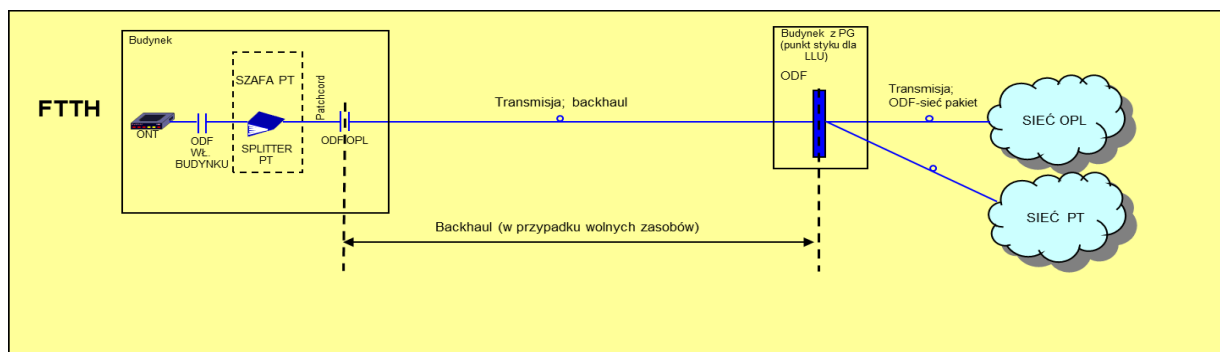 FTTH
Budynek
SZAFA PT
Patchcord
ONT
ODF
WŁ.
BUDYNKU
SPLITTER
PT
ODF OPL
Transmisja; backhaul
Backhaul (w przypadku wolnych zasobów)
Budynek z PG
(punkt styku dla
LLU)
ODF
Transmisja;
ODF-sieć pakiet
SIEĆ OPL
SIEĆ PT